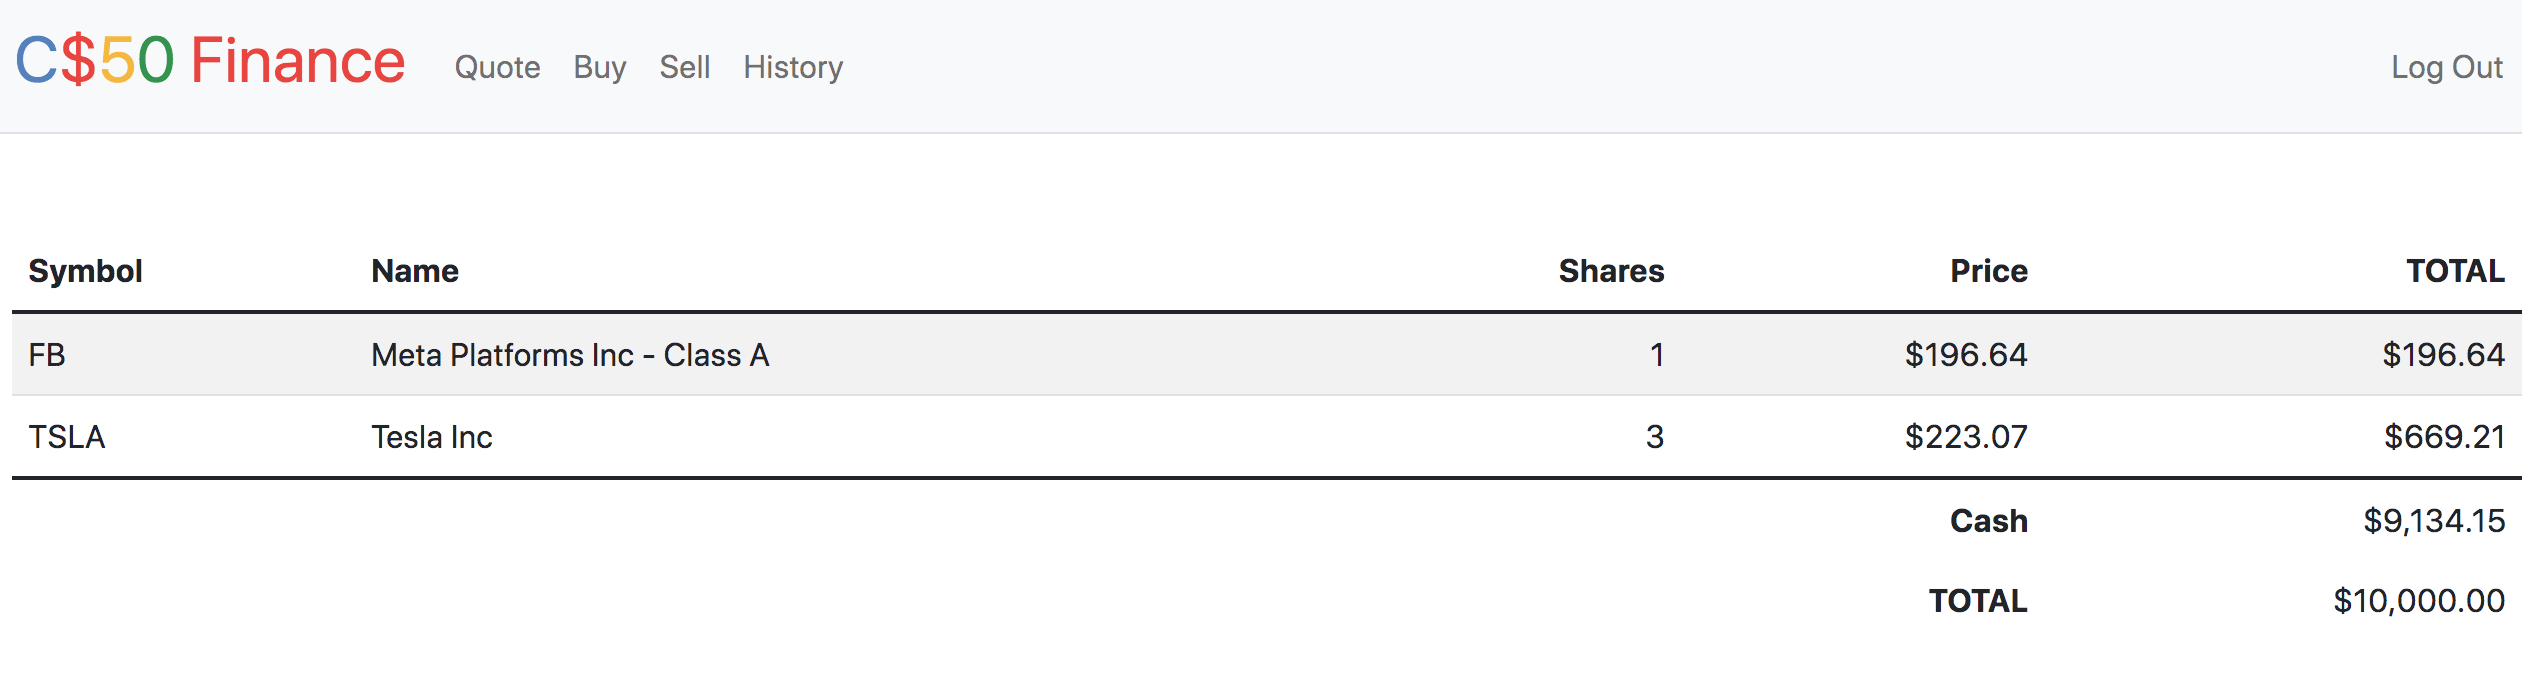 C$50 Finance Quote Buy Sell History Log Out
Symbol Name Shares Price TOTAL
FB Meta Platforms Inc - Class A 1 $196.64 $196.64
TSLA Tesla Inc 3 $223.07 $669.21
Cash $9,134.15
TOTAL $10,000.00